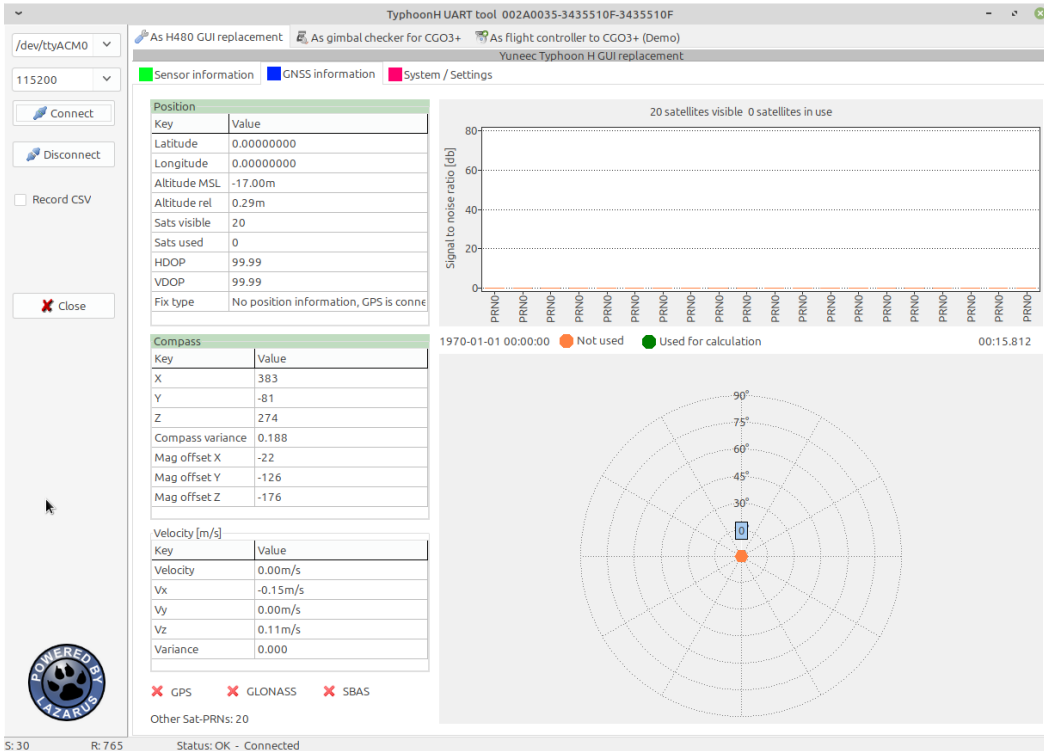 TyphoonH UART tool 002A0035-3435510F-3435510F
/dev/ttyACM0
115200
Connect
Disconnect
Record CSV
Close
POWERED BY LAZARUS
As H480 GUI replacement As gimbal checker for CGO3+ As flight controller to CGO3+ (Demo)
Yuneec Typhoon H GUI replacement
Sensor information GNSS information System / Settings
Position
Key Value
Latitude 0.00000000
Longitude 0.00000000
Altitude MSL -17.00m
Altitude rel 0.29m
Sats visible 20
Sats used 0
HDOP 99.99
VDOP 99.99
Fix type No position information, GPS is conne
Compass
Key Value
X 383
Y -81
Z 274
Compass variance 0.188
Mag offset X -22
Mag offset Y -126
Mag offset Z -176
Velocity [m/s]
Key Value
Velocity 0.00m/s
Vx -0.15m/s
Vy 0.00m/s
Vz 0.11m/s
Variance 0.000
GPS GLONASS SBAS
Other Sat-PRNs: 20
20 satellites visible 0 satellites in use
Signal to noise ratio [db]
80
60
40
20
0
PRN0 PRN0 PRN0 PRN0 PRN0 PRN0 PRN0 PRN0 PRN0 PRN0 PRN0 PRN0 PRN0 PRN0 PRN0 PRN0 PRN0 PRN0 PRN0 PRN0
1970-01-01 00:00:00 Not used Used for calculation 00:15.812
90°
75°
60°
45°
30°
0
S: 30 R: 765 Status: OK - Connected